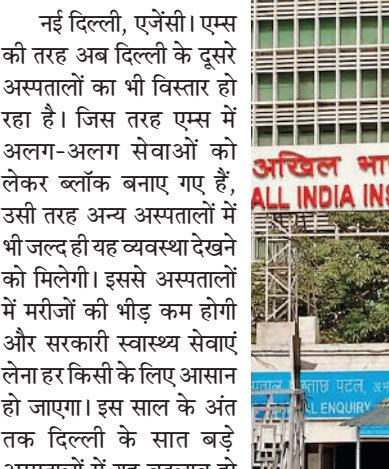 नई दिल्ली, एजेंसी। एम्स
की तरह अब दिल्ली के दूसरे
अस्पतालों का भी विस्तार हो
रहा है। जिस तरह एम्स में
अलग-अलग सेवाओं को
लेकर ब्लॉक बनाए गए हैं,
उसी तरह अन्य अस्पतालों में
भी जल्द ही यह व्यवस्था देखने
को मिलेगी। इससे अस्पतालों
में मरीजों की भीड़ कम होगी
और सरकारी स्वास्थ्य सेवाएं
लेना हर किसी के लिए आसान
हो जाएगा। इस साल के अंत
तक दिल्ली के सात बड़े
अखिल भा
ALL INDIA INS
पटल
ENQUIRY